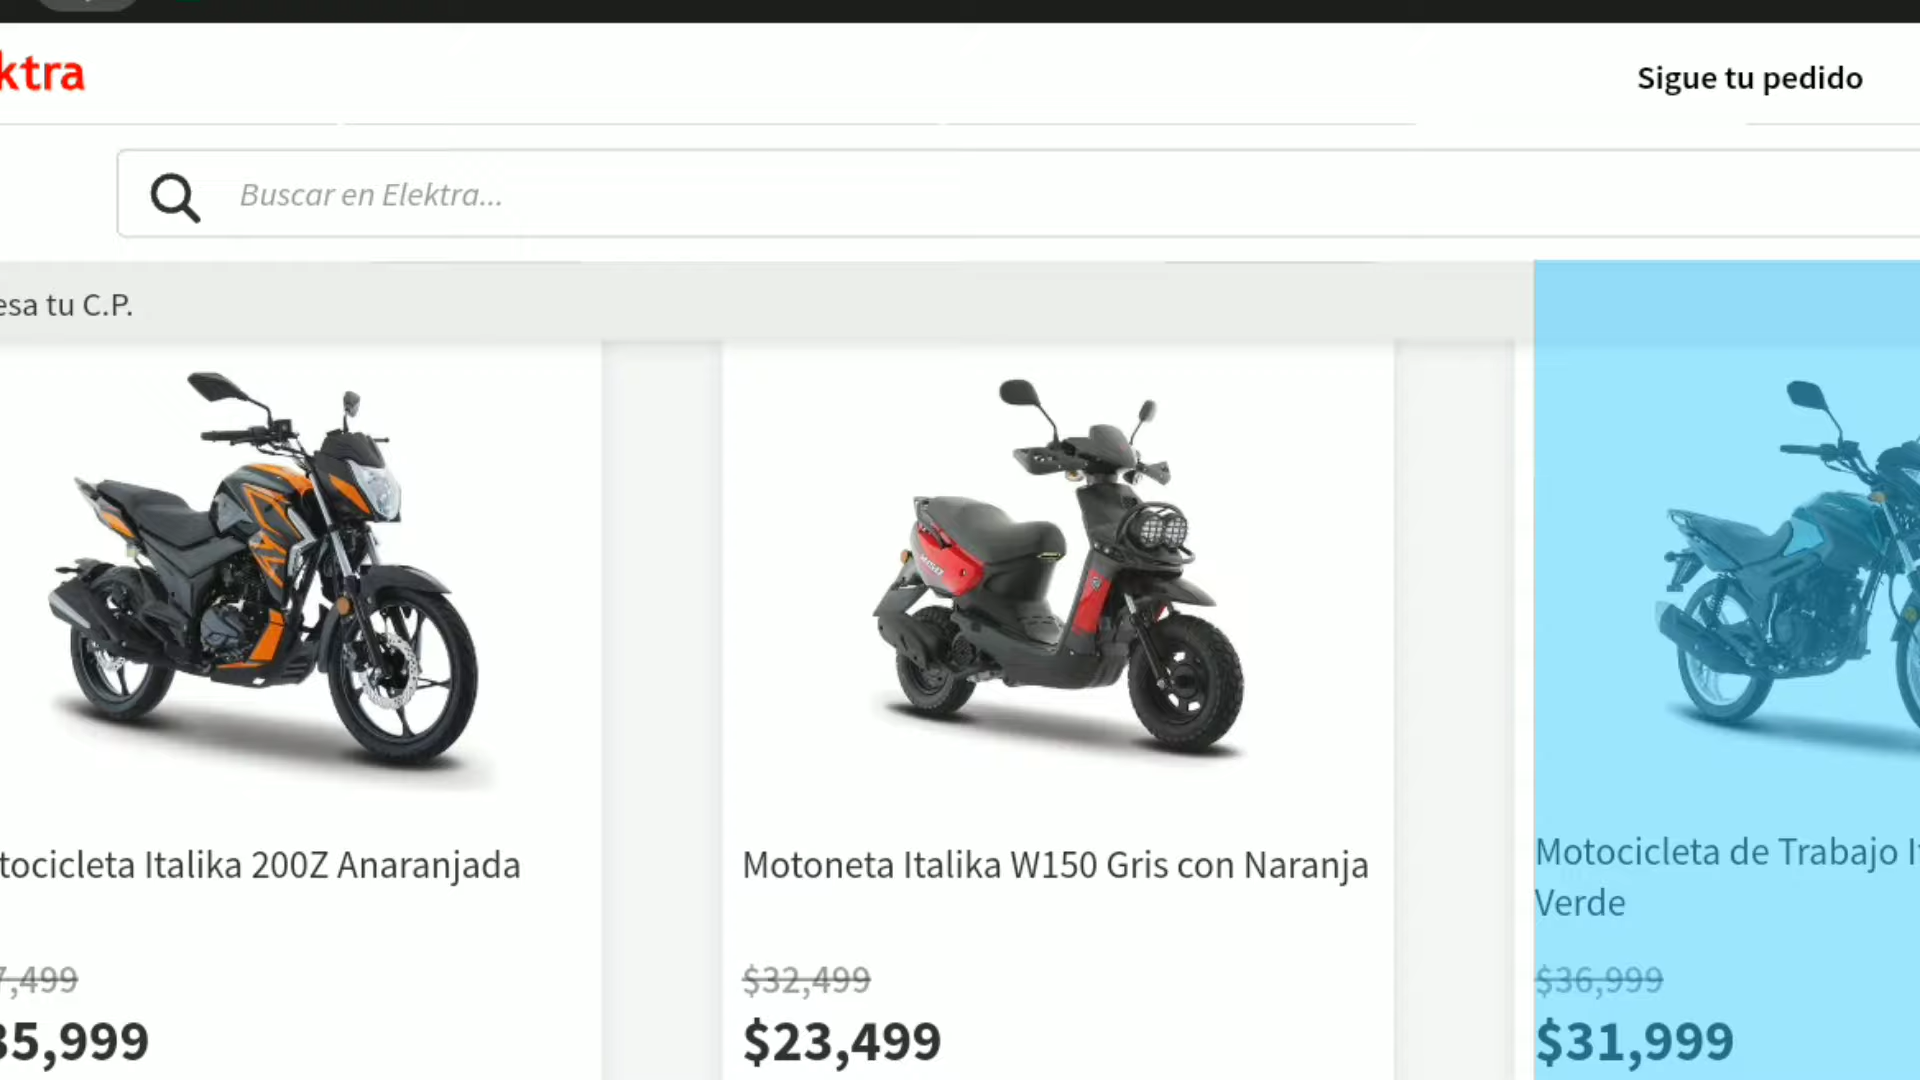 ktra
Sigue tu pedido
Buscar en Elektra...
esa tu C.P.
tocicleta Italika 200Z Anaranjada
Motoneta Italika W150 Gris con Naranja
Motocicleta de Trabajo It
Verde
7,499
$32,499
$36,999
35,999
$23,499
$31,999